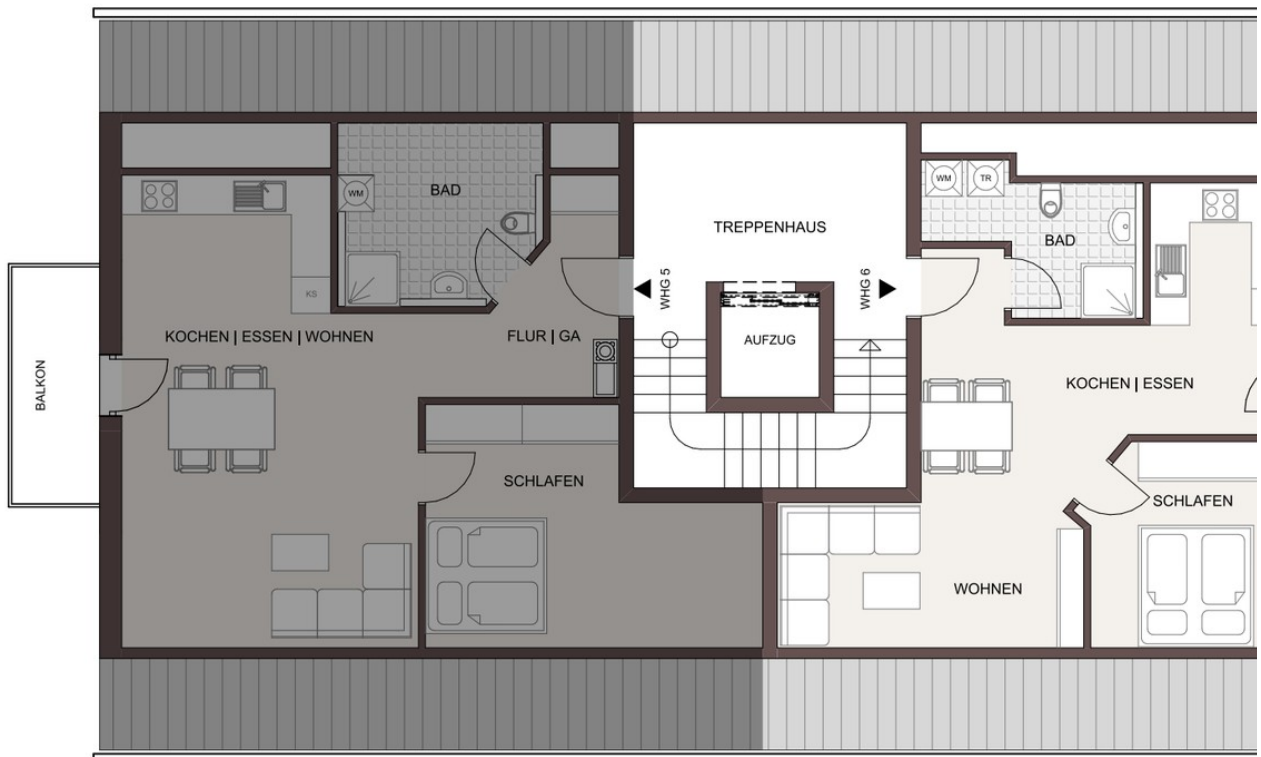 BAD
WM
TREPPENHAUS
WM
TR
BAD
WHG 5
WHG 6
KS
KOCHEN | ESSEN | WOHNEN
FLUR | GA
AUFZUG
BALKON
KOCHEN | ESSEN
SCHLAFEN
SCHLAFEN
WOHNEN